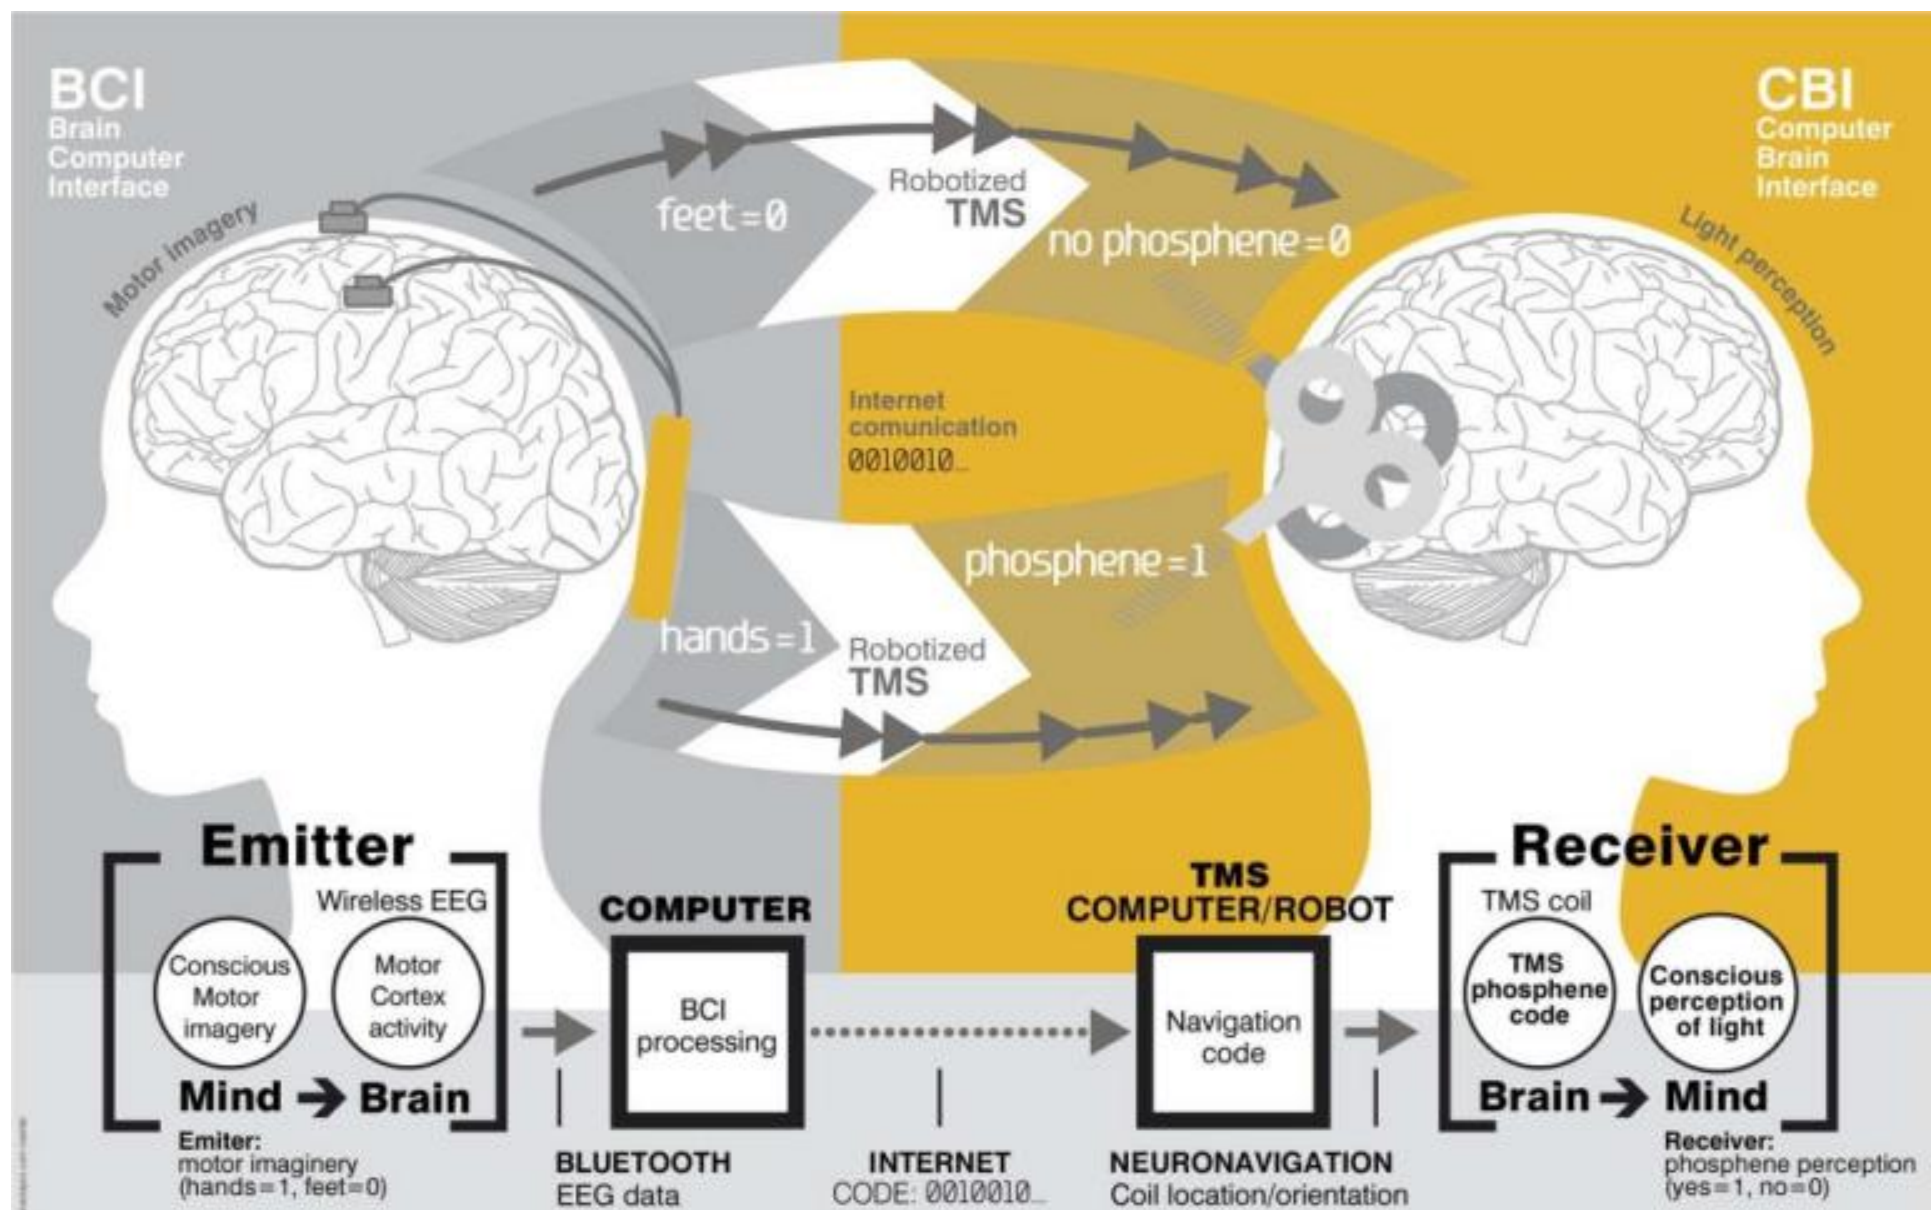 BCI
Brain
Computer
Interface
Motor imagery
feet=0
Robotized
TMS
no phosphene=0
CBI
Computer
Brain
Interface
Light perception
Internet
comunication
0010010...
phosphene=1
hands=1
Robotized
TMS
Emitter
Wireless EEG
Conscious
Motor
imagery
Motor
Cortex
activity
Mind → Brain
Emiter:
motor imaginery
(hands=1, feet=0)
COMPUTER
BCI
processing
BLUETOOTH
EEG data
INTERNET
CODE: 0010010...
TMS
COMPUTER/ROBOT
Navigation
code
NEURONAVIGATION
Coil location/orientation
Receiver
TMS coil
TMS
phosphene
code
Conscious
perception
of light
Brain → Mind
Receiver:
phosphene perception
(yes=1, no=0)